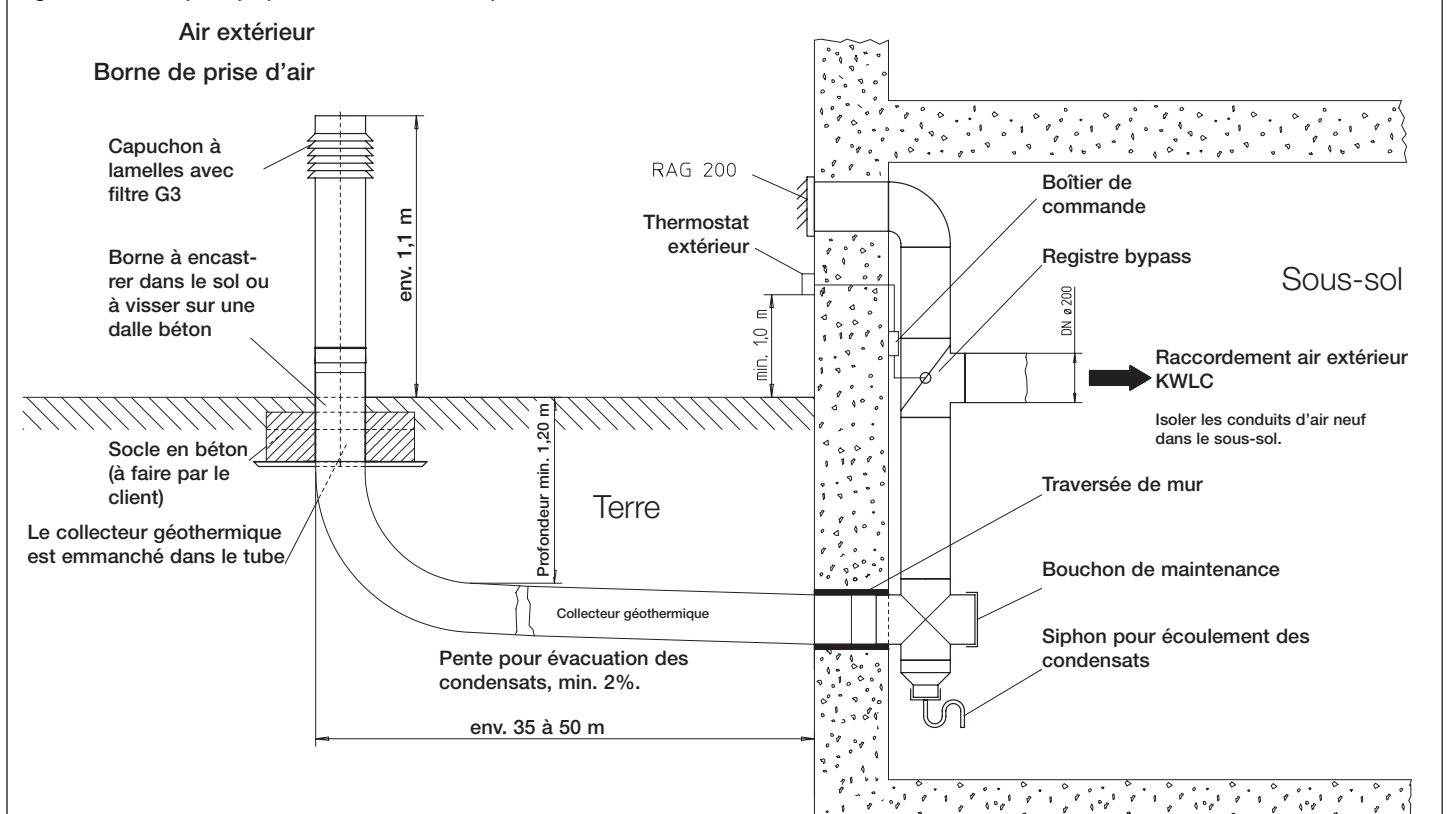 Air extérieur
Borne de prise d'air
Capuchon à
lamelles avec
filtre G3
env. 1,1 m
Borne à encast-
rer dans le sol ou
à visser sur une
dalle béton
Socle en béton
(à faire par le
client)
Le collecteur géothermique
est emmanché dans le tube
Profondeur min. 1,20 m
Terre
Collecteur géothermique
Pente pour évacuation des
condensats, min. 2%.
env. 35 à 50 m
RAG 200
Thermostat
extérieur
min. 1,0 m
Boîtier de
commande
Registre bypass
Sous-sol
DN ø 200
Raccordement air extérieur
KWLC
Isoler les conduits d'air neuf
dans le sous-sol.
Traversée de mur
Bouchon de maintenance
Siphon pour écoulement des
condensats